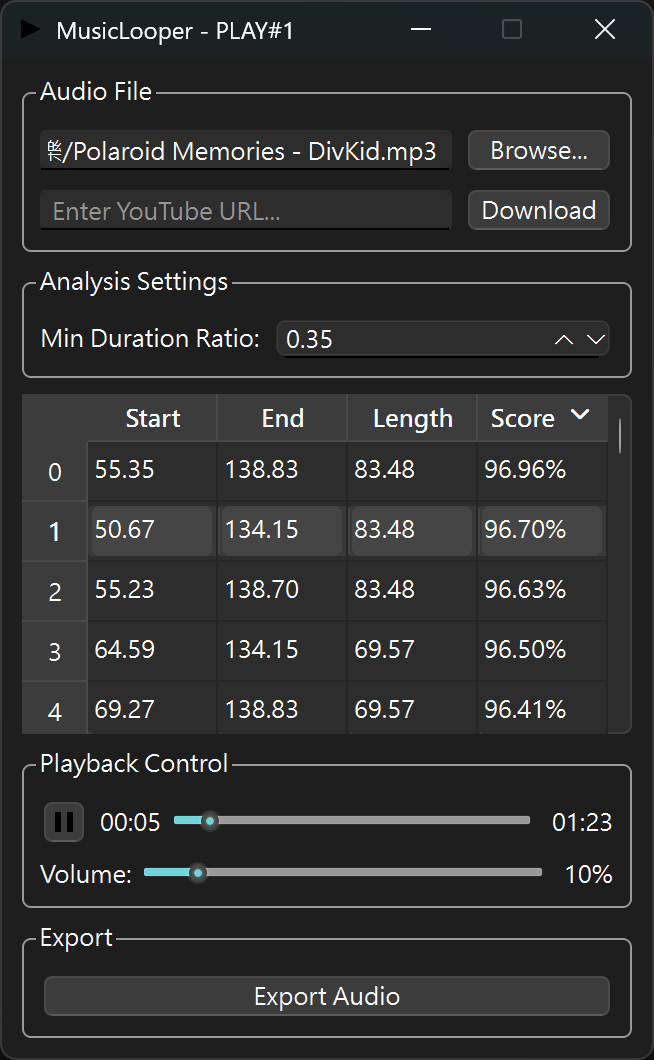 MusicLooper - PLAY#1
Audio File
/Polaroid Memories - DivKid.mp3
Browse...
Enter YouTube URL...
Download
Analysis Settings
Min Duration Ratio: 0.35
Start End Length Score
0 55.35 138.83 83.48 96.96%
1 50.67 134.15 83.48 96.70%
2 55.23 138.70 83.48 96.63%
3 64.59 134.15 69.57 96.50%
4 69.27 138.83 69.57 96.41%
Playback Control
00:05 01:23
Volume: 10%
Export
Export Audio